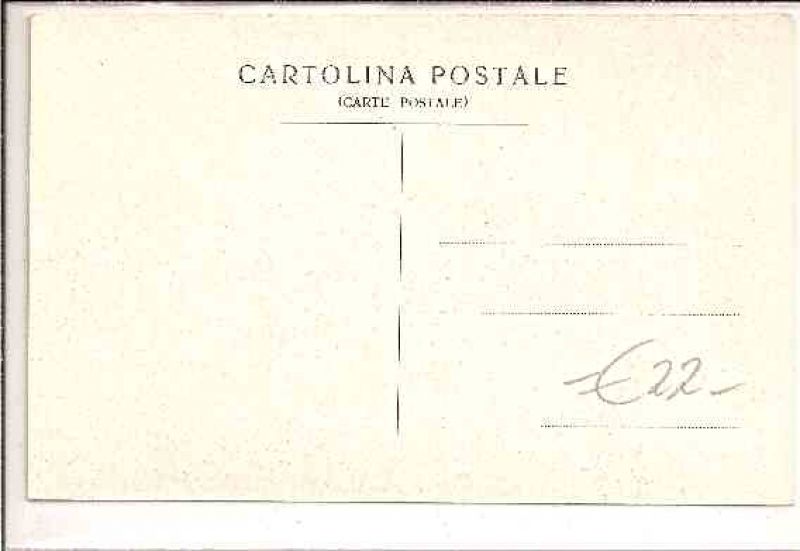 CARTOLINA POSTALE
(CARTE POSTALE)
€22-